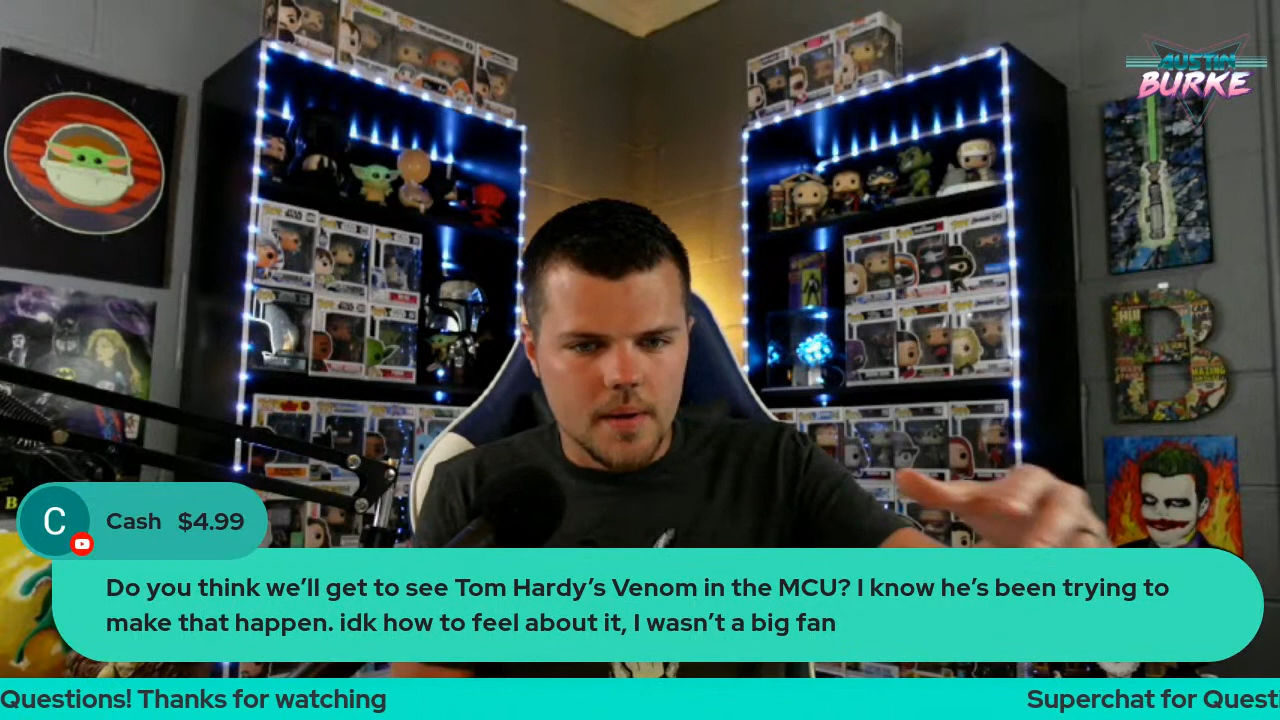 AUSTIN
BURKE
C
Cash $4.99
Do you think we’ll get to see Tom Hardy’s Venom in the MCU? I know he’s been trying to
make that happen. idk how to feel about it, I wasn’t a big fan
Questions! Thanks for watching
Superchat for Quest